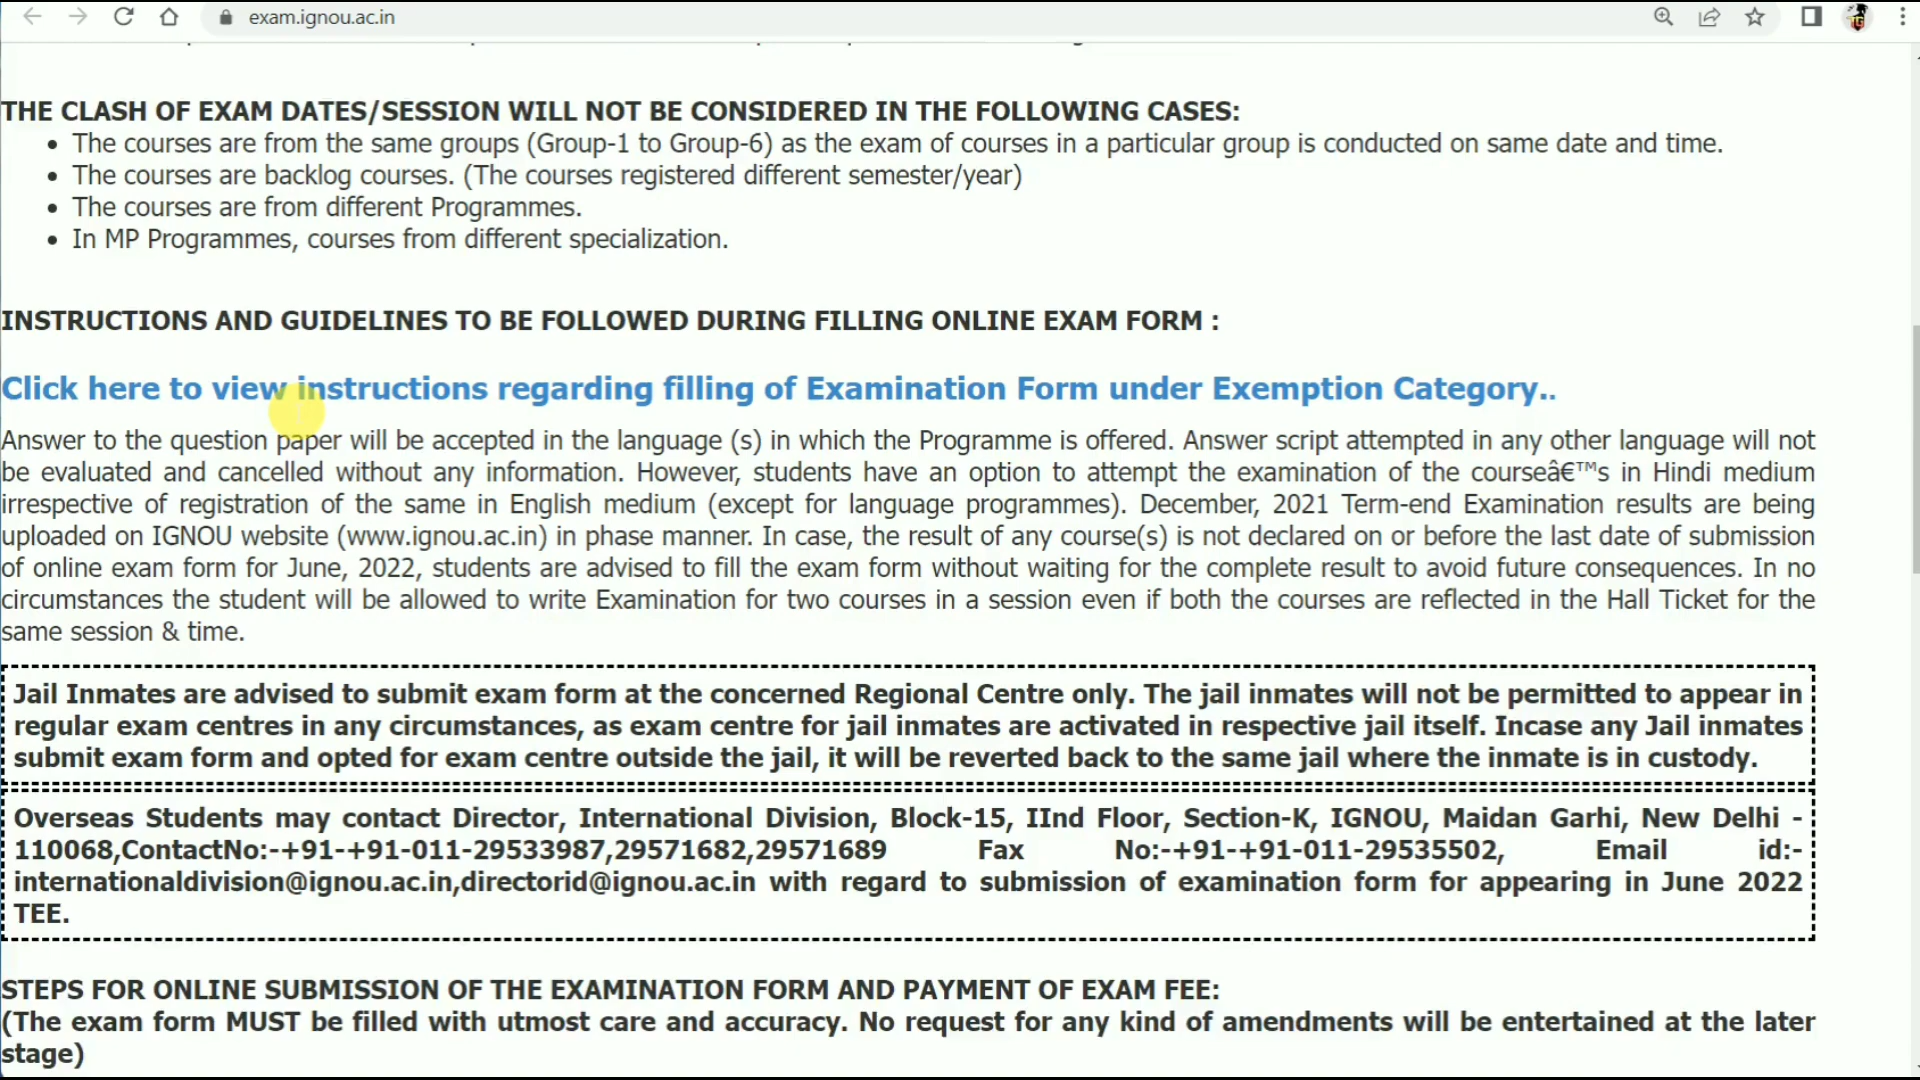 exam.ignou.ac.in
THE CLASH OF EXAM DATES/SESSION WILL NOT BE CONSIDERED IN THE FOLLOWING CASES:
• The courses are from the same groups (Group-1 to Group-6) as the exam of courses in a particular group is conducted on same date and time.
• The courses are backlog courses. (The courses registered different semester/year)
• The courses are from different Programmes.
• In MP Programmes, courses from different specialization.
INSTRUCTIONS AND GUIDELINES TO BE FOLLOWED DURING FILLING ONLINE EXAM FORM :
Click here to view instructions regarding filling of Examination Form under Exemption Category..
Answer to the question paper will be accepted in the language (s) in which the Programme is offered. Answer script attempted in any other language will not
be evaluated and cancelled without any information. However, students have an option to attempt the examination of the courseâ€™s in Hindi medium
irrespective of registration of the same in English medium (except for language programmes). December, 2021 Term-end Examination results are being
uploaded on IGNOU website (www.ignou.ac.in) in phase manner. In case, the result of any course(s) is not declared on or before the last date of submission
of online exam form for June, 2022, students are advised to fill the exam form without waiting for the complete result to avoid future consequences. In no
circumstances the student will be allowed to write Examination for two courses in a session even if both the courses are reflected in the Hall Ticket for the
same session & time.
Jail Inmates are advised to submit exam form at the concerned Regional Centre only. The jail inmates will not be permitted to appear in
regular exam centres in any circumstances, as exam centre for jail inmates are activated in respective jail itself. Incase any Jail inmates
submit exam form and opted for exam centre outside the jail, it will be reverted back to the same jail where the inmate is in custody.
Overseas Students may contact Director, International Division, Block-15, IInd Floor, Section-K, IGNOU, Maidan Garhi, New Delhi -
110068,ContactNo:-+91-+91-011-29533987,29571682,29571689 Fax No:-+91-+91-011-29535502, Email id:-
internationaldivision@ignou.ac.in,directorid@ignou.ac.in with regard to submission of examination form for appearing in June 2022
TEE.
STEPS FOR ONLINE SUBMISSION OF THE EXAMINATION FORM AND PAYMENT OF EXAM FEE:
(The exam form MUST be filled with utmost care and accuracy. No request for any kind of amendments will be entertained at the later
stage)